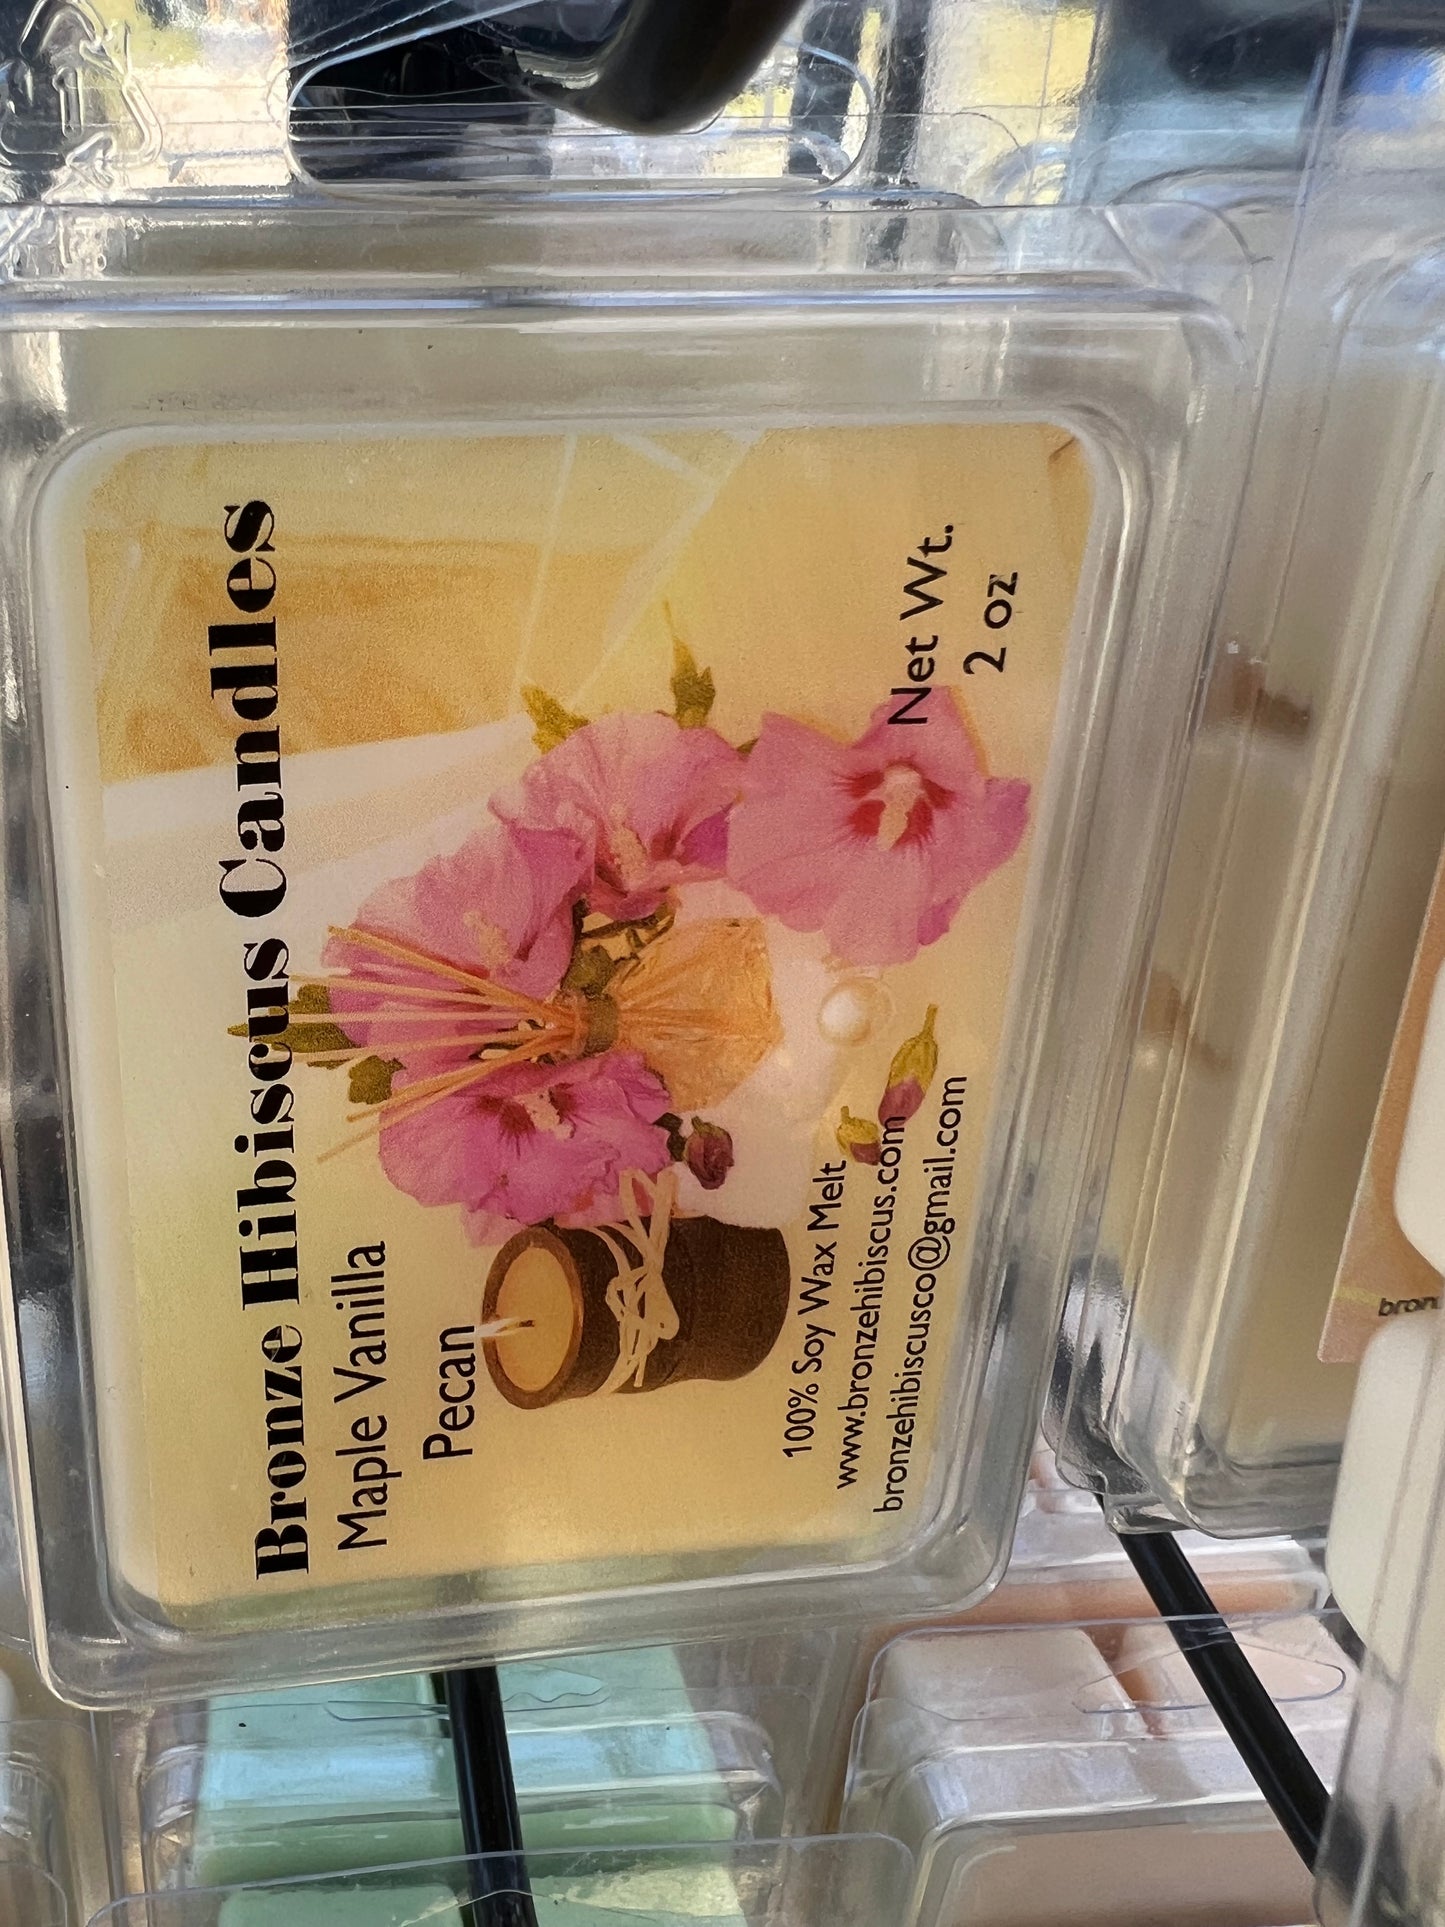 Bronze Hibiscus Candles
Maple Vanilla
Pecan
100% Soy Wax Melt
www.bronzehibiscus.com
bronzehibiscusco@gmail.com
Net Wt.
2 oz
bron